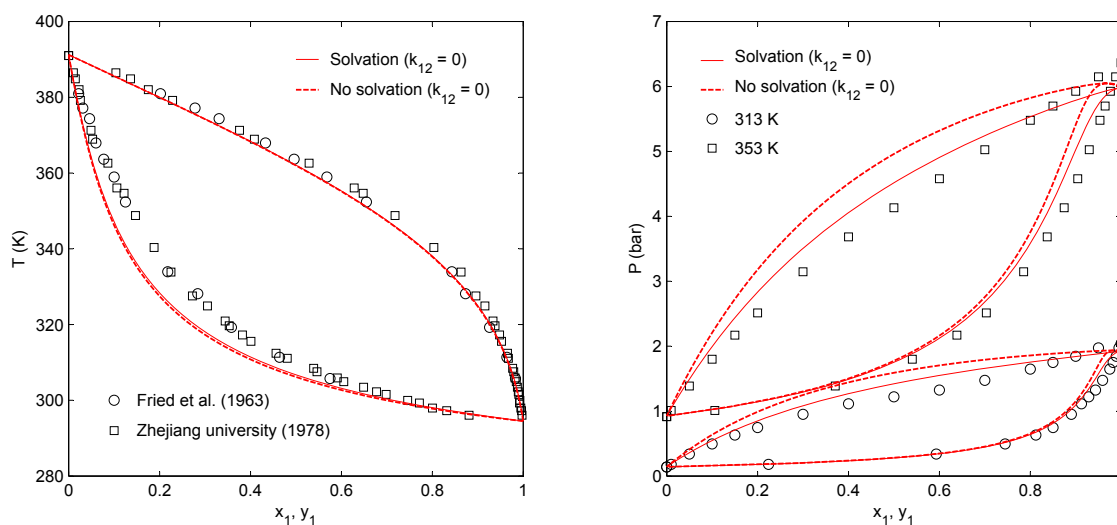 400
380
360
340
320
300
280
T (K)
Solvation (k12 = 0)
No solvation (k12 = 0)
Fried et al. (1963)
Zhejiang university (1978)
0 0.2 0.4 0.6 0.8 1
x1, y1
7
6
5
4
3
2
1
0
P (bar)
Solvation (k12 = 0)
No solvation (k12 = 0)
313 K
353 K
0 0.2 0.4 0.6 0.8 1
x1, y1